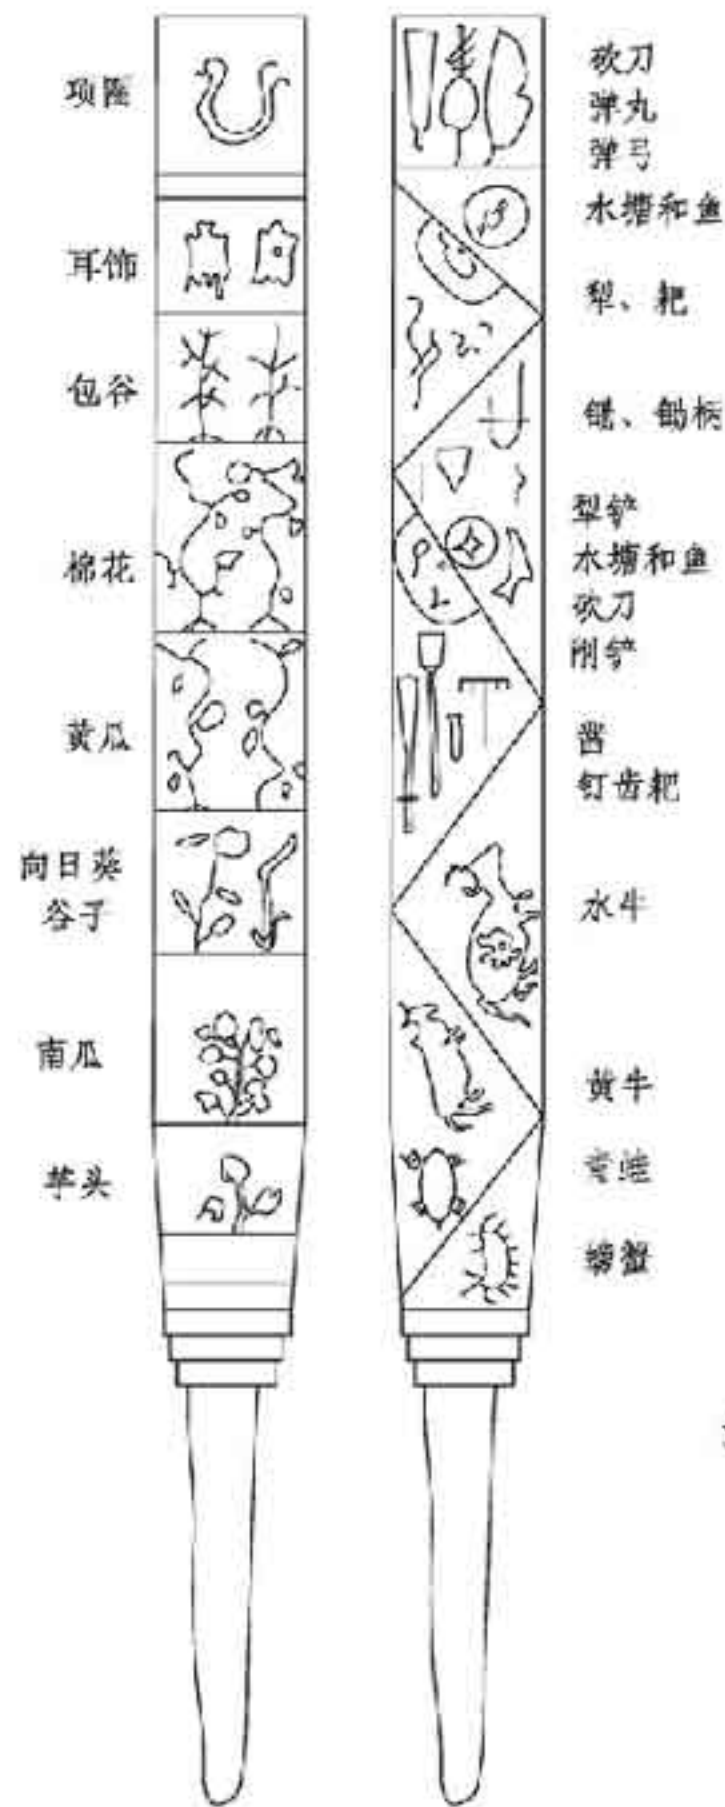 项圈
耳饰
包谷
棉花
黄瓜
向日葵
谷子
南瓜
芋头
砍刀
弹丸
弹弓
水塘和鱼
犁、耙
锄、锄柄
犁铧
水塘和鱼
砍刀
削铲
凿
钉齿耙
水牛
黄牛
螃蟹